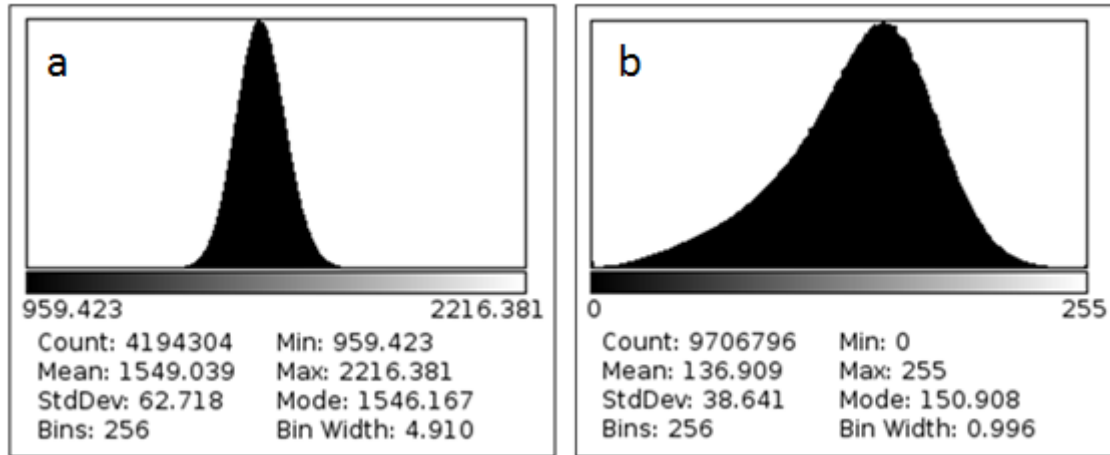 a
959.423 2216.381
Count: 4194304 Min: 959.423
Mean: 1549.039 Max: 2216.381
StdDev: 62.718 Mode: 1546.167
Bins: 256 Bin Width: 4.910
b
0 255
Count: 9706796 Min: 0
Mean: 136.909 Max: 255
StdDev: 38.641 Mode: 150.908
Bins: 256 Bin Width: 0.996